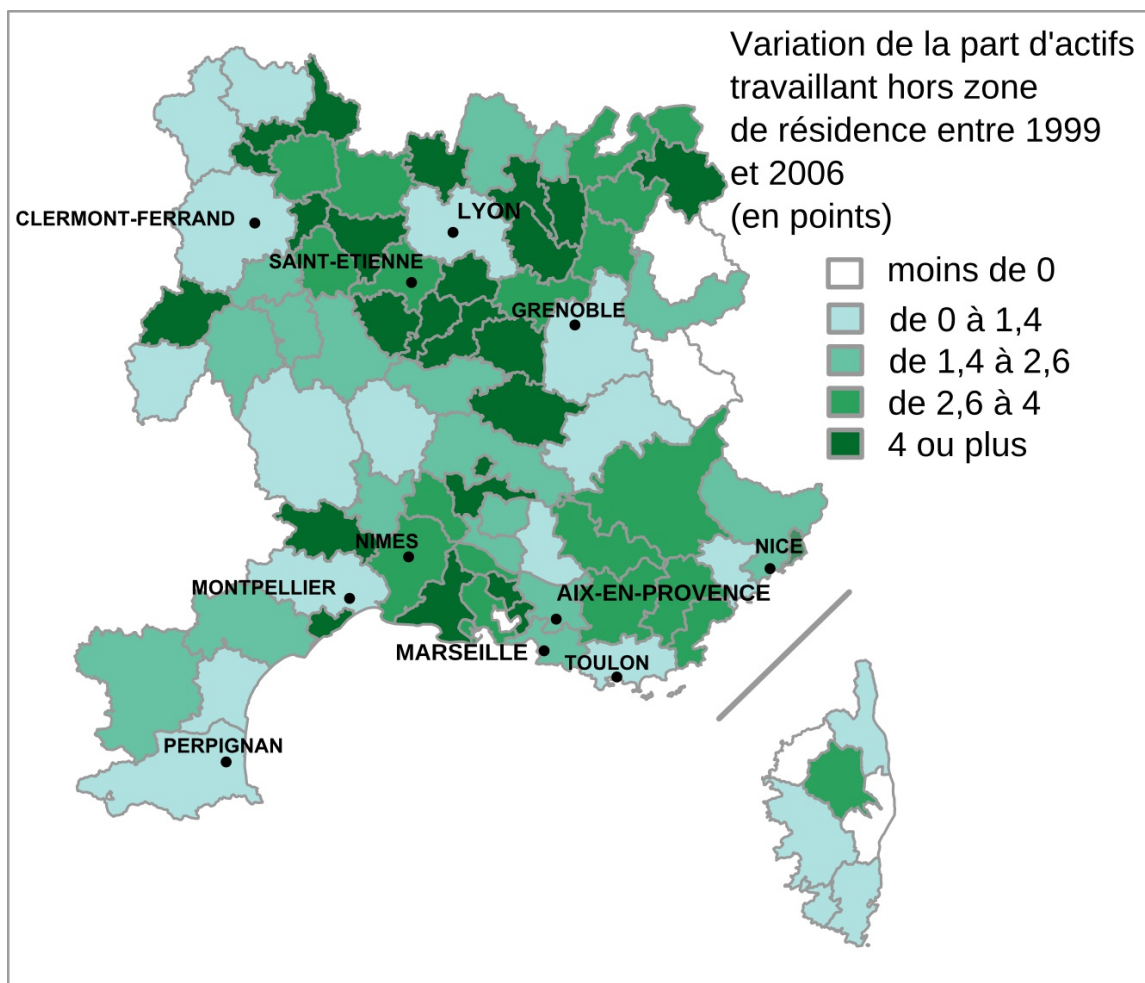 Variation de la part d'actifs
travaillant hors zone
de résidence entre 1999
et 2006
(en points)
moins de 0
de 0 à 1,4
de 1,4 à 2,6
de 2,6 à 4
4 ou plus
CLERMONT-FERRAND
LYON
SAINT-ETIENNE
GRENOBLE
NIMES
NICE
MONTPELLIER
AIX-EN-PROVENCE
MARSEILLE
TOULON
PERPIGNAN